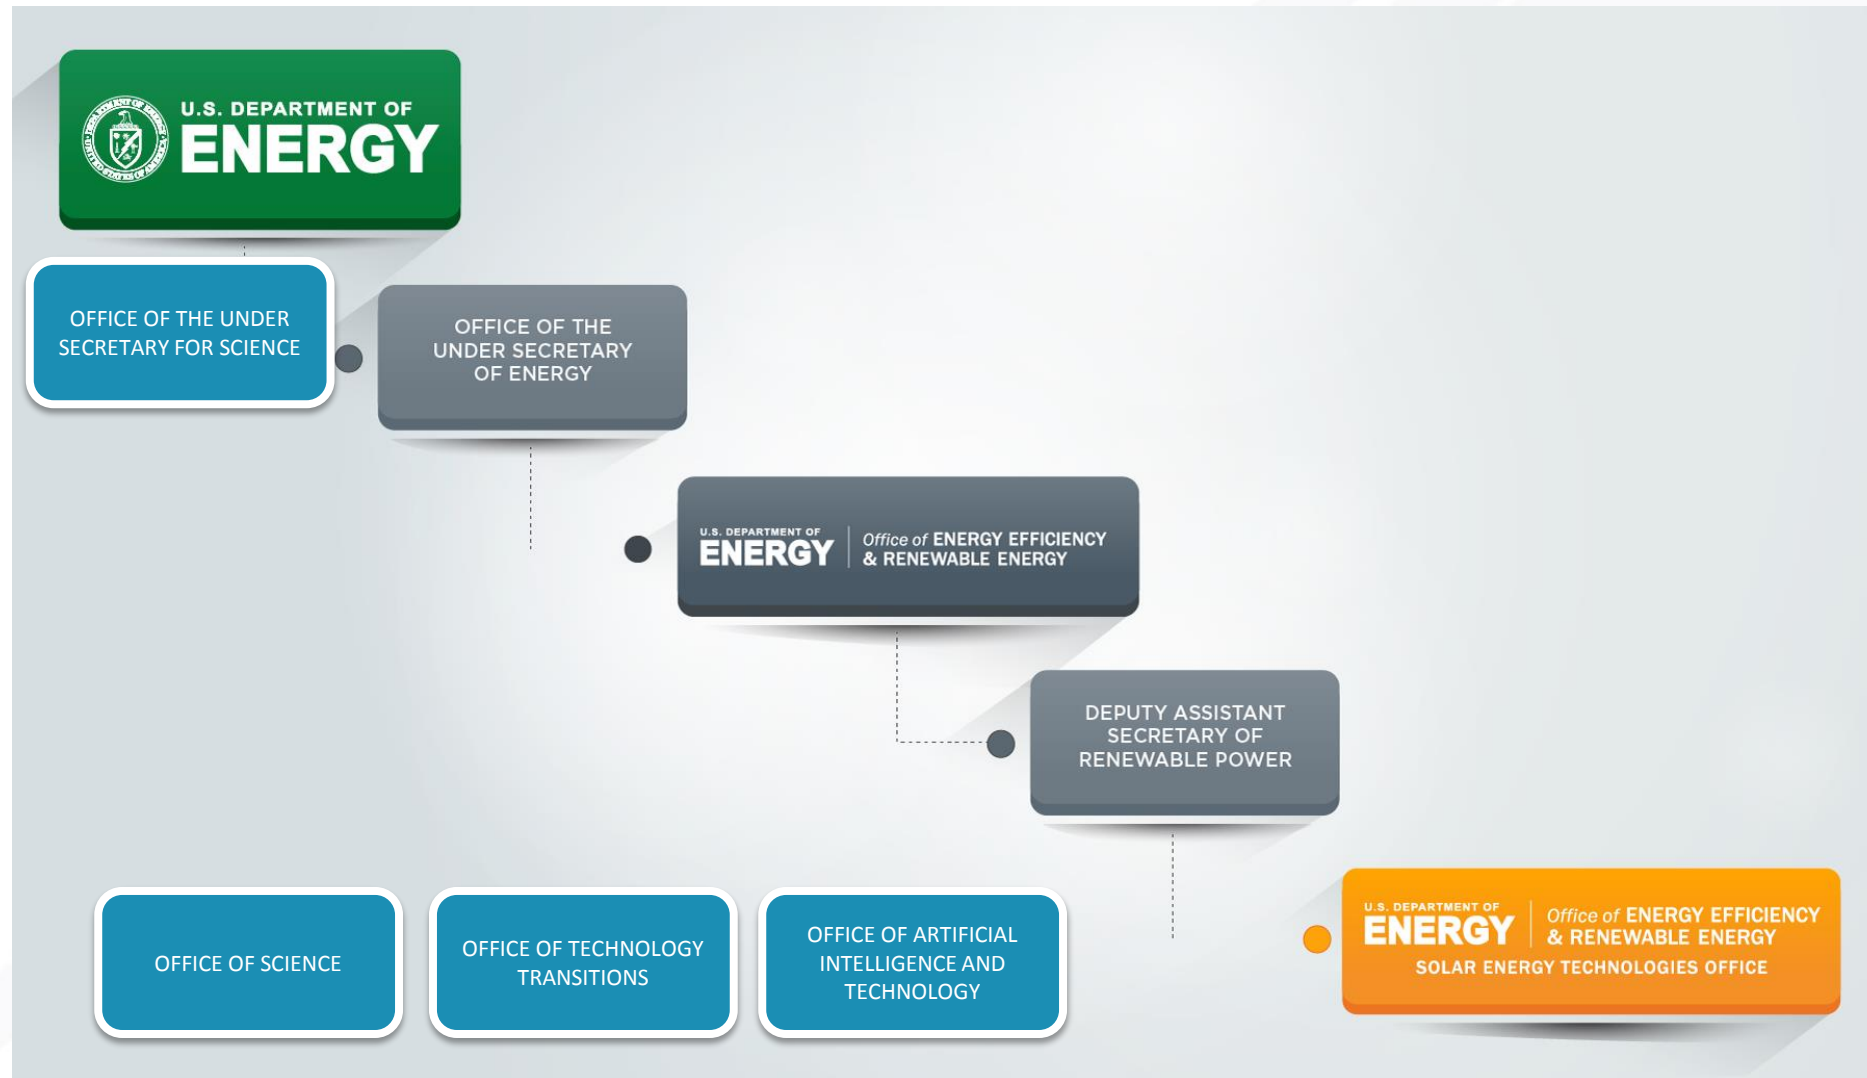 U.S. DEPARTMENT OF
ENERGY
OFFICE OF THE UNDER
SECRETARY FOR SCIENCE
OFFICE OF THE
UNDER SECRETARY
OF ENERGY
U.S. DEPARTMENT OF
ENERGY
Office of ENERGY EFFICIENCY
& RENEWABLE ENERGY
DEPUTY ASSISTANT
SECRETARY OF
RENEWABLE POWER
OFFICE OF SCIENCE
OFFICE OF TECHNOLOGY
TRANSITIONS
OFFICE OF ARTIFICIAL
INTELLIGENCE AND
TECHNOLOGY
U.S. DEPARTMENT OF
ENERGY
Office of ENERGY EFFICIENCY
& RENEWABLE ENERGY
SOLAR ENERGY TECHNOLOGIES OFFICE